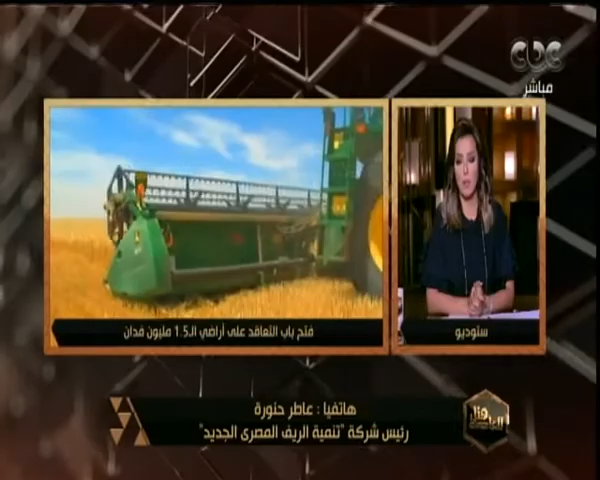 CBC
مباشر
فتح باب التعاقد على أراضي الـ1.5 مليون فدان
ستوديو
هاتفيا : عاطر حنورة
رئيس شركة "تنمية الريف المصرى الجديد"